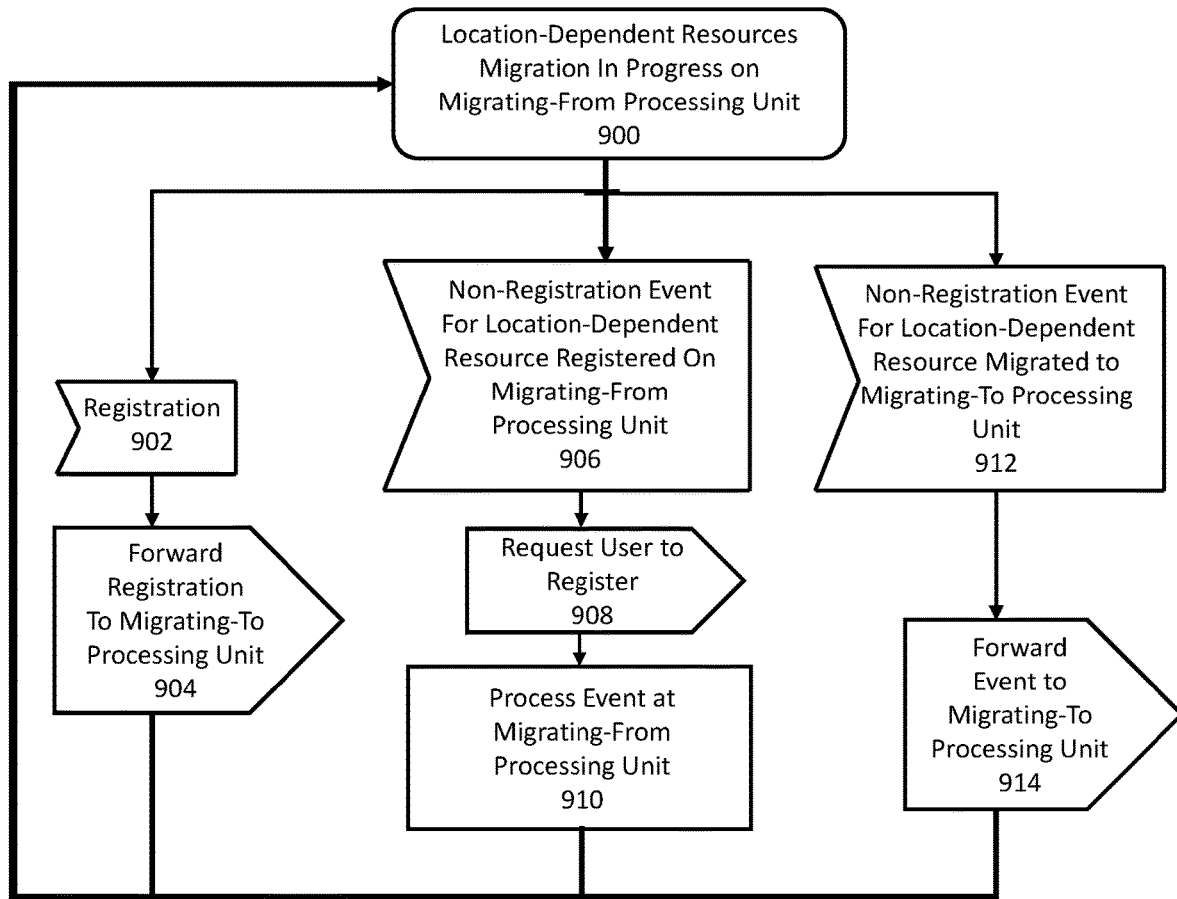 Location-Dependent Resources
Migration In Progress on
Migrating-From Processing Unit
900
Registration
902
Forward
Registration
To Migrating-To
Processing Unit
904
Non-Registration Event
For Location-Dependent
Resource Registered On
Migrating-From
Processing Unit
906
Request User to
Register
908
Process Event at
Migrating-From
Processing Unit
910
Non-Registration Event
For Location-Dependent
Resource Migrated to
Migrating-To Processing
Unit
912
Forward
Event to
Migrating-To
Processing Unit
914